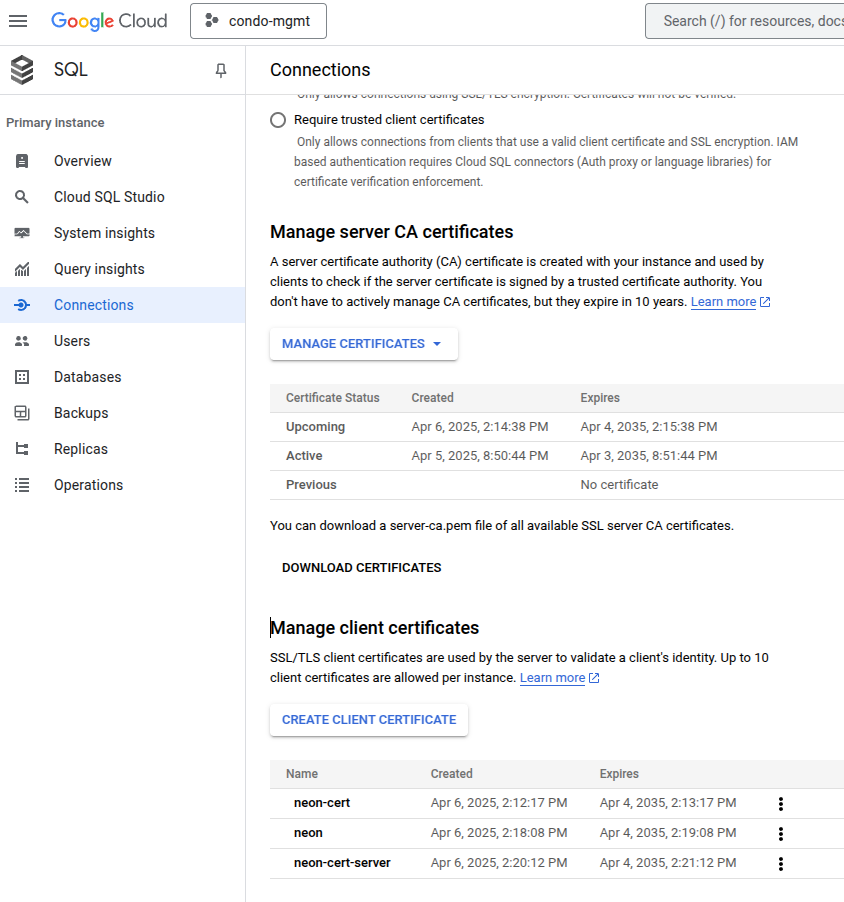 Google Cloud
condo-mgmt
Search (/) for resources, docs
SQL
Connections
Primary instance
Overview
Cloud SQL Studio
System insights
Query insights
Connections
Users
Databases
Backups
Replicas
Operations
Only allows connections using SSL/TLS encryption. Certificates will not be verified.
Require trusted client certificates
Only allows connections from clients that use a valid client certificate and SSL encryption. IAM
based authentication requires Cloud SQL connectors (Auth proxy or language libraries) for
certificate verification enforcement.
Manage server CA certificates
A server certificate authority (CA) certificate is created with your instance and used by
clients to check if the server certificate is signed by a trusted certificate authority. You
don't have to actively manage CA certificates, but they expire in 10 years. Learn more
MANAGE CERTIFICATES
Certificate Status Created Expires
Upcoming Apr 6, 2025, 2:14:38 PM Apr 4, 2035, 2:15:38 PM
Active Apr 5, 2025, 8:50:44 PM Apr 3, 2035, 8:51:44 PM
Previous No certificate
You can download a server-ca.pem file of all available SSL server CA certificates.
DOWNLOAD CERTIFICATES
Manage client certificates
SSL/TLS client certificates are used by the server to validate a client's identity. Up to 10
client certificates are allowed per instance. Learn more
CREATE CLIENT CERTIFICATE
Name Created Expires
neon-cert Apr 6, 2025, 2:12:17 PM Apr 4, 2035, 2:13:17 PM
neon Apr 6, 2025, 2:18:08 PM Apr 4, 2035, 2:19:08 PM
neon-cert-server Apr 6, 2025, 2:20:12 PM Apr 4, 2035, 2:21:12 PM